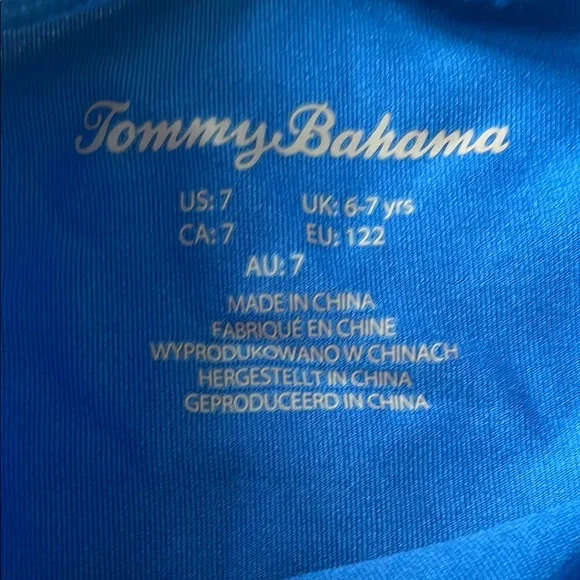 Tommy Bahama
US: 7 UK: 6-7 yrs
CA: 7 EU: 122
AU: 7
MADE IN CHINA
FABRIQUÉ EN CHINE
WYPRODUKOWANO W CHINACH
HERGESTELLT IN CHINA
GEPRODUCEERD IN CHINA